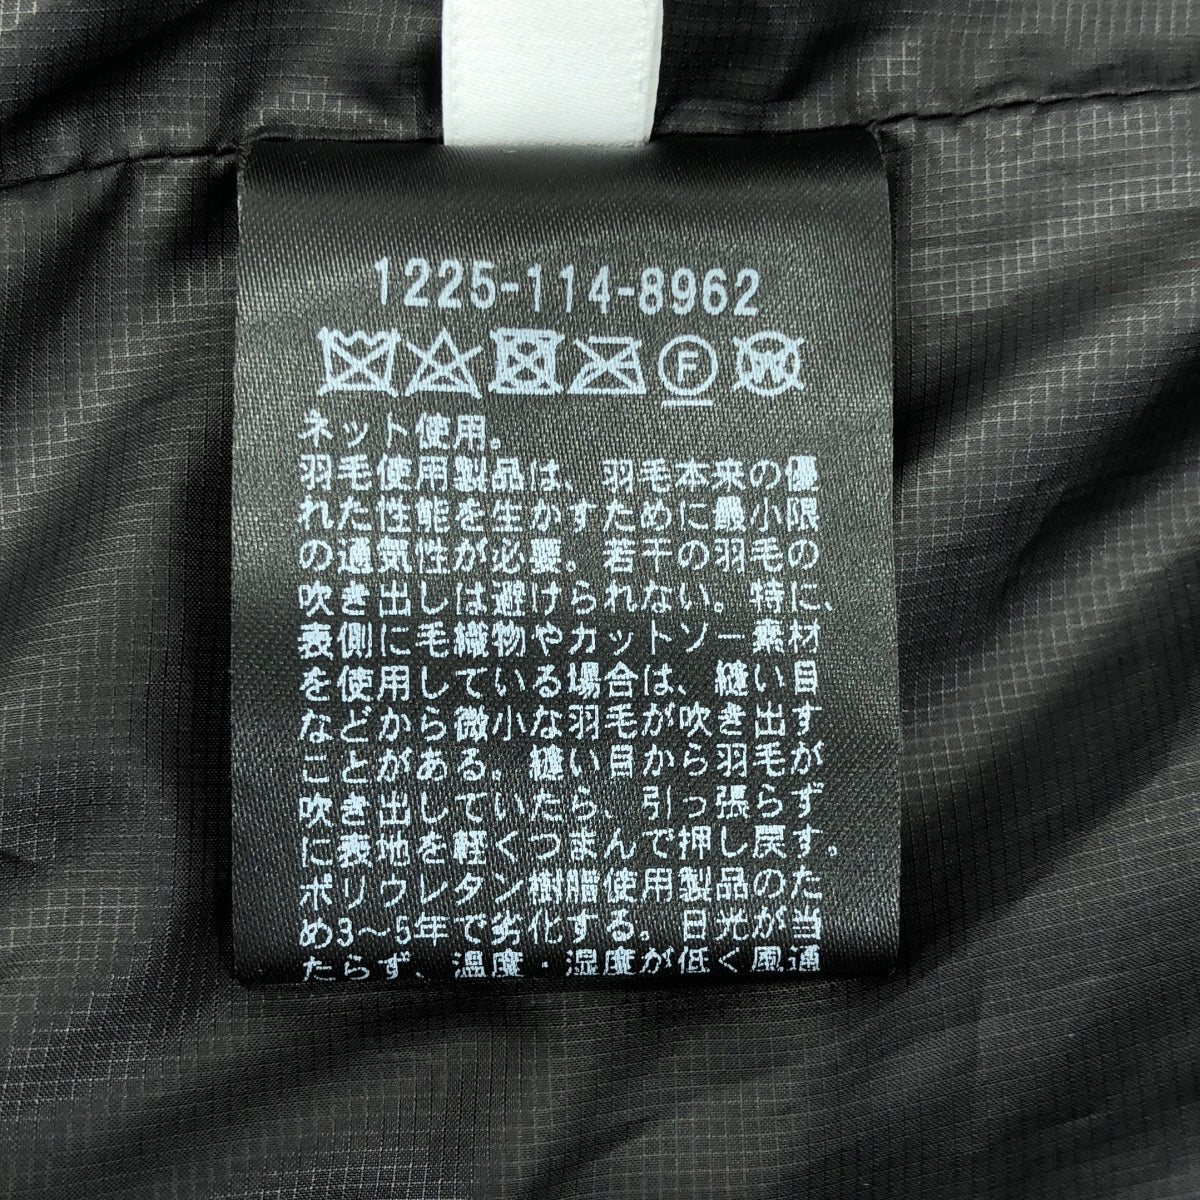 1225-114-8962
F W
ネット使用。
羽毛使用製品は、羽毛本来の優
れた性能を生かすために最小限
の通気性が必要。若干の羽毛の
吹き出しは避けられない。特に、
表側に毛織物やカットソー素材
を使用している場合は、縫い目
などから微小な羽毛が吹き出す
ことがある。縫い目から羽毛が
吹き出していたら、引っ張らず
に表地を軽くつまんで押し戻す。
ポリウレタン樹脂使用製品のた
め3～5年で劣化する。日光が当
たらず、温度・湿度が低く風通